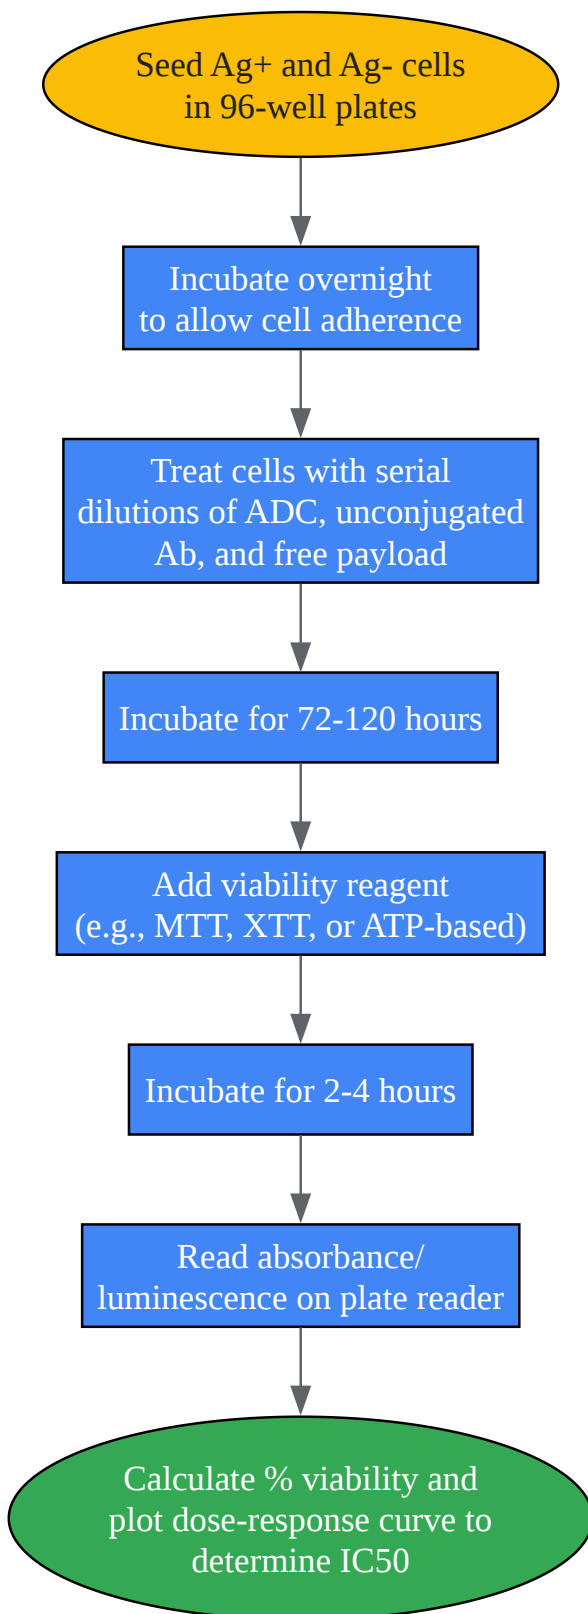 Seed Ag+ and Ag- cells
in 96-well plates
Incubate overnight
to allow cell adherence
Treat cells with serial
dilutions of ADC, unconjugated
Ab, and free payload
Incubate for 72-120 hours
Add viability reagent
(e.g., MTT, XTT, or ATP-based)
Incubate for 2-4 hours
Read absorbance/
luminescence on plate reader
Calculate % viability and
plot dose-response curve to
determine IC50